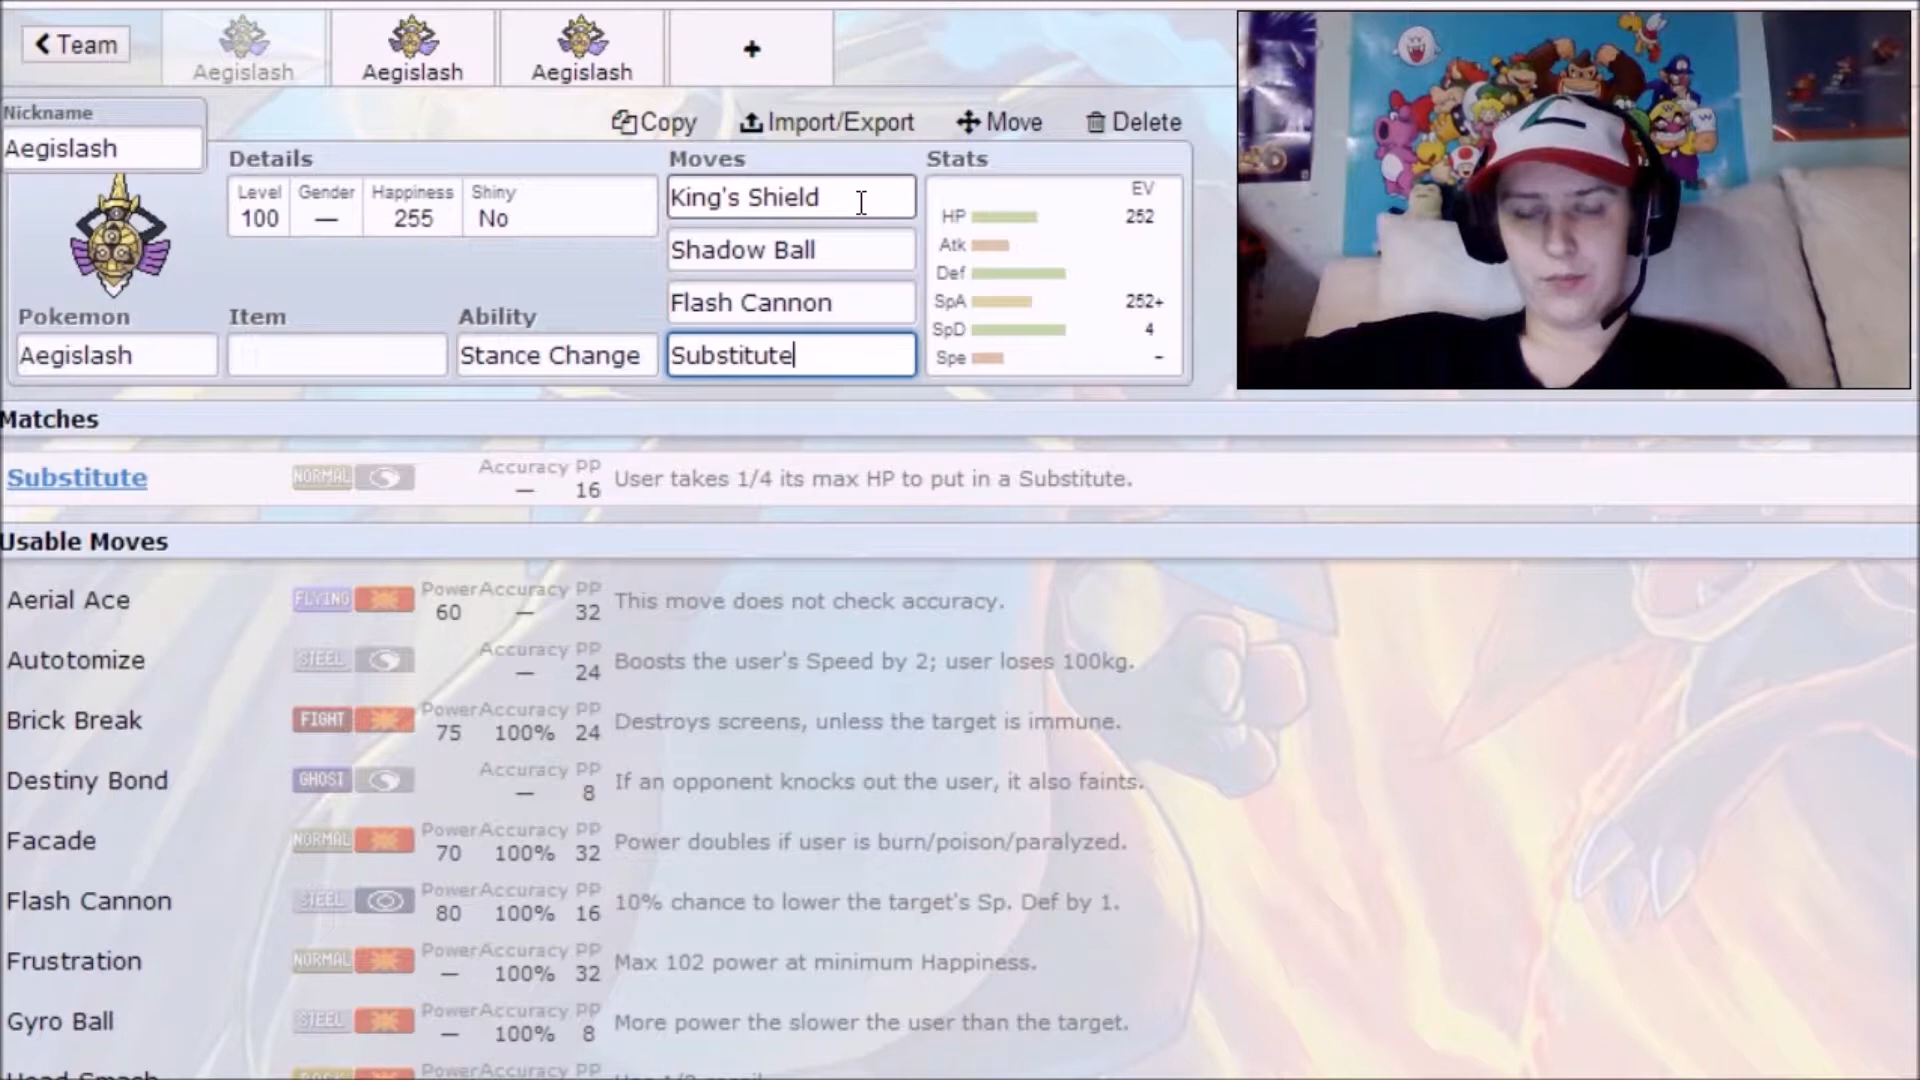 Team
Aegislash
Aegislash
Aegislash
+
Nickname
Aegislash
Copy
Import/Export
Move
Delete
Details
Moves
Stats
Level
Gender
Happiness
Shiny
100
—
255
No
King's Shield
Shadow Ball
Flash Cannon
Substitute
EV
HP 252
Atk
Def
SpA 252+
SpD 4
Spe -
Pokemon
Item
Ability
Aegislash
Stance Change
Matches
Substitute NORMAL Accuracy — PP 16 User takes 1/4 its max HP to put in a Substitute.
Usable Moves
Aerial Ace FLYING Power 60 Accuracy — PP 32 This move does not check accuracy.
Autotomize STEEL Accuracy — PP 24 Boosts the user's Speed by 2; user loses 100kg.
Brick Break FIGHT Power 75 Accuracy 100% PP 24 Destroys screens, unless the target is immune.
Destiny Bond GHOST Accuracy — PP 8 If an opponent knocks out the user, it also faints.
Facade NORMAL Power 70 Accuracy 100% PP 32 Power doubles if user is burn/poison/paralyzed.
Flash Cannon STEEL Power 80 Accuracy 100% PP 16 10% chance to lower the target's Sp. Def by 1.
Frustration NORMAL Power — Accuracy 100% PP 32 Max 102 power at minimum Happiness.
Gyro Ball STEEL Power — Accuracy 100% PP 8 More power the slower the user than the target.
Head Smash Power Accuracy PP